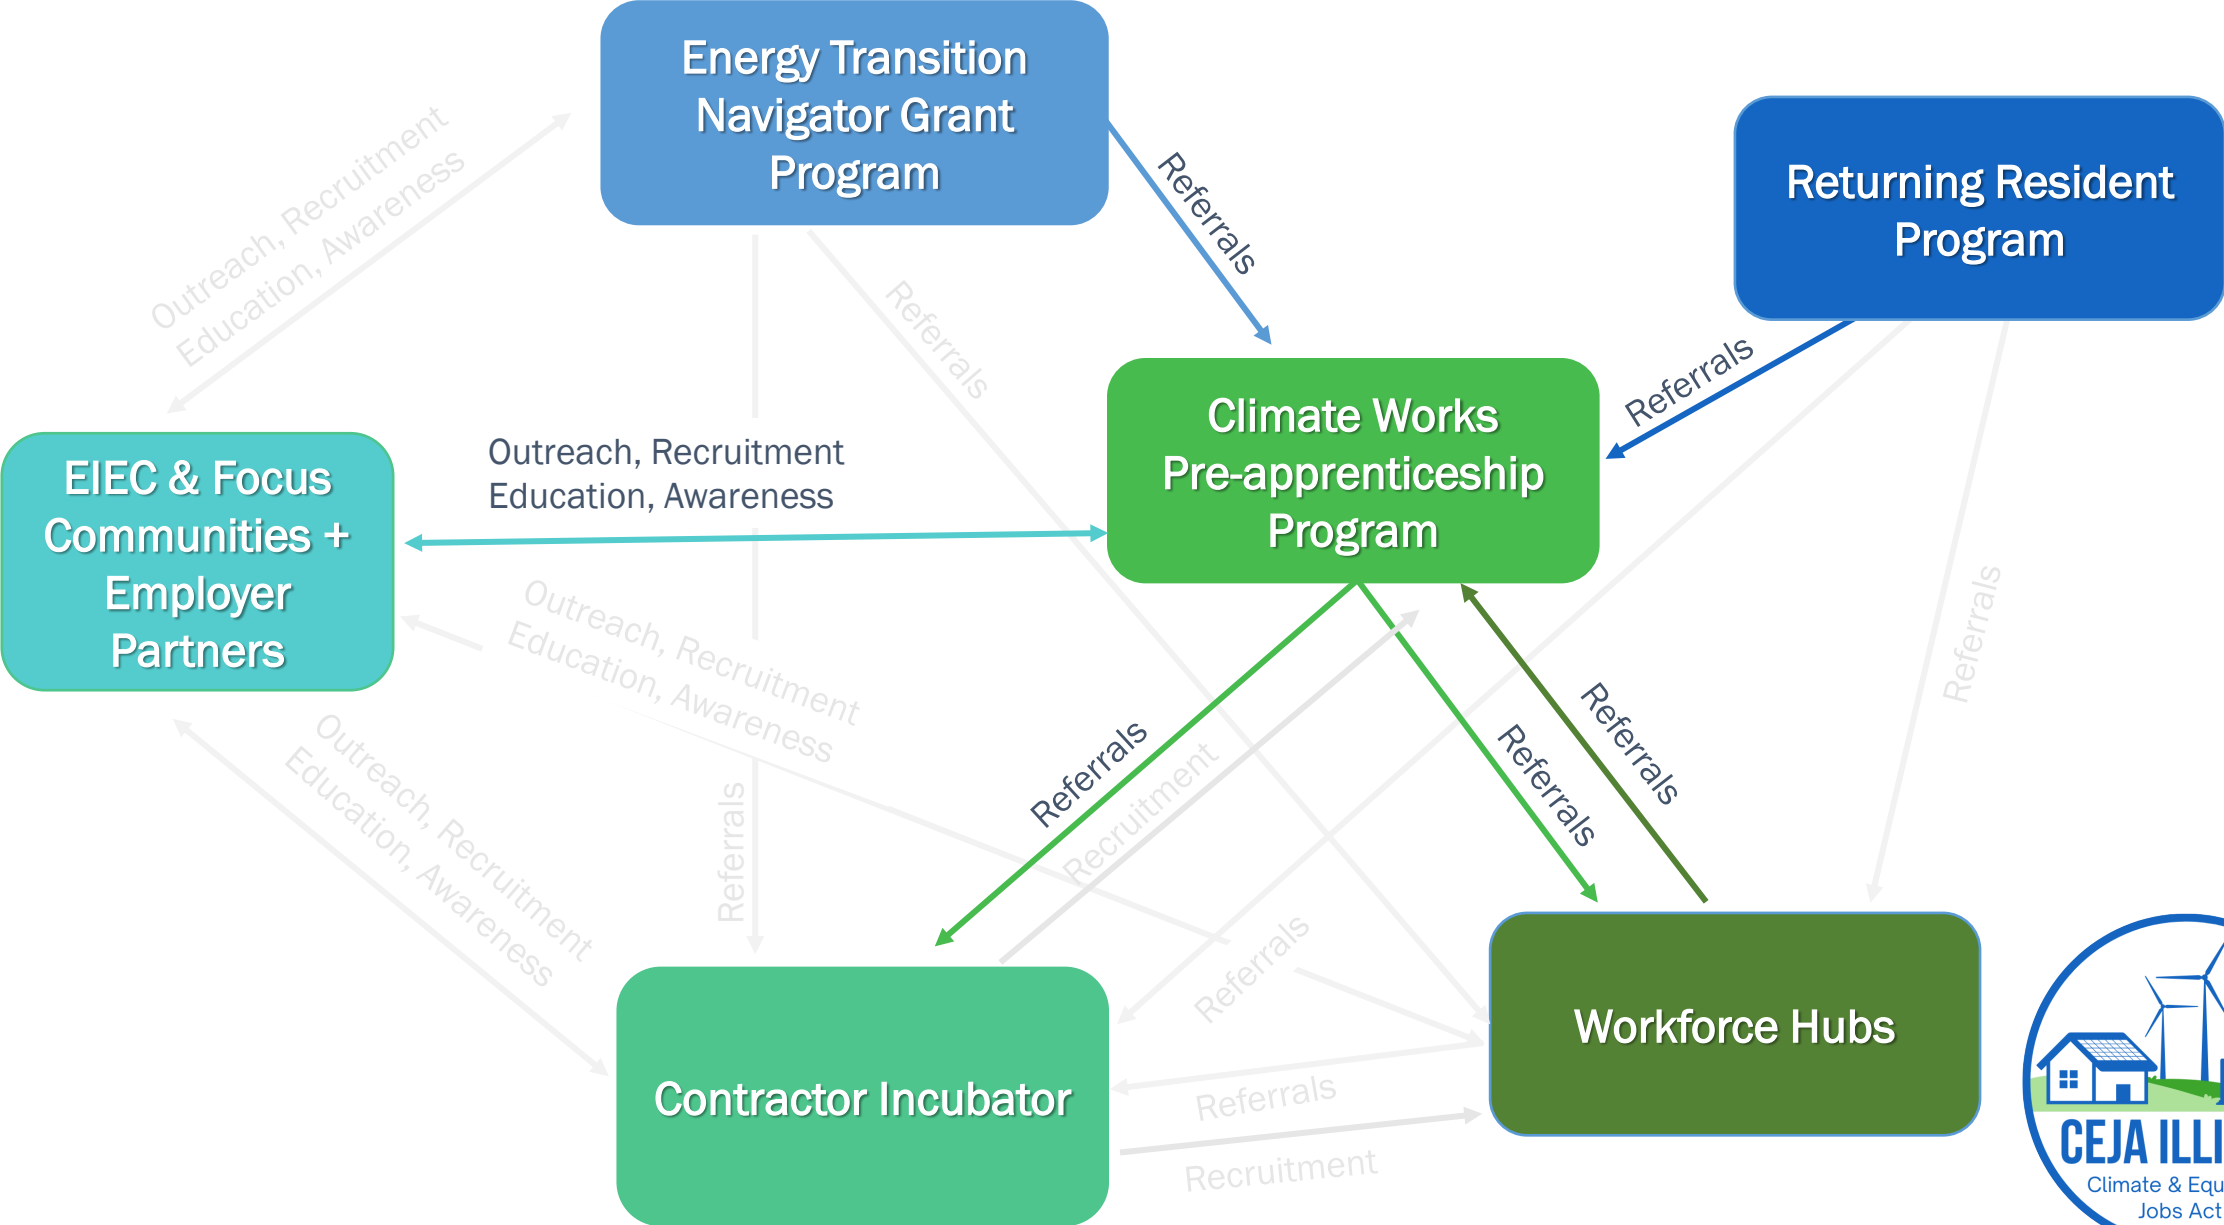 Energy Transition
Navigator Grant
Program
Returning Resident
Program
Outreach, Recruitment
Education, Awareness
Referrals
Referrals
Referrals
Climate Works
Pre-apprenticeship
Program
EIEC & Focus
Communities +
Employer
Partners
Outreach, Recruitment
Education, Awareness
Outreach, Recruitment
Education, Awareness
Referrals
Outreach, Recruitment
Education, Awareness
Referrals
Referrals
Recruitment
Referrals
Referrals
Referrals
Workforce Hubs
Contractor Incubator
Referrals
Recruitment
CEJA ILLI
Climate & Equ
Jobs Act